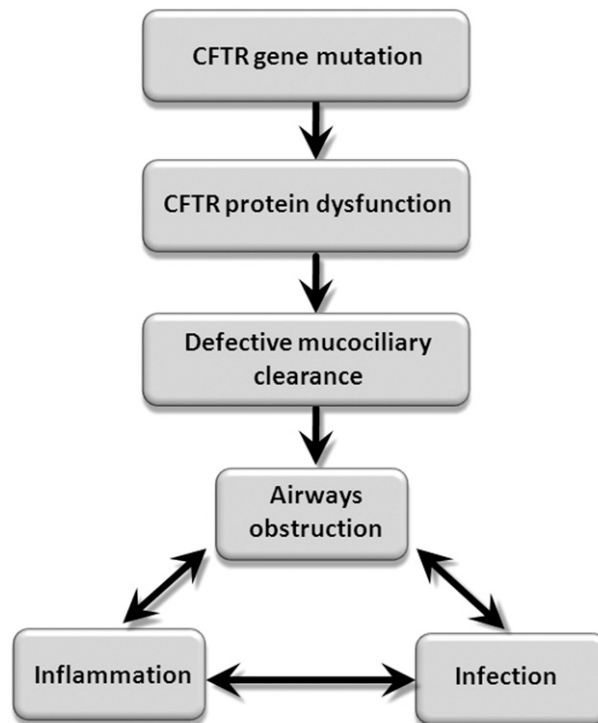 CFTR gene mutation
CFTR protein dysfunction
Defective mucociliary
clearance
Airways
obstruction
Inflammation
Infection